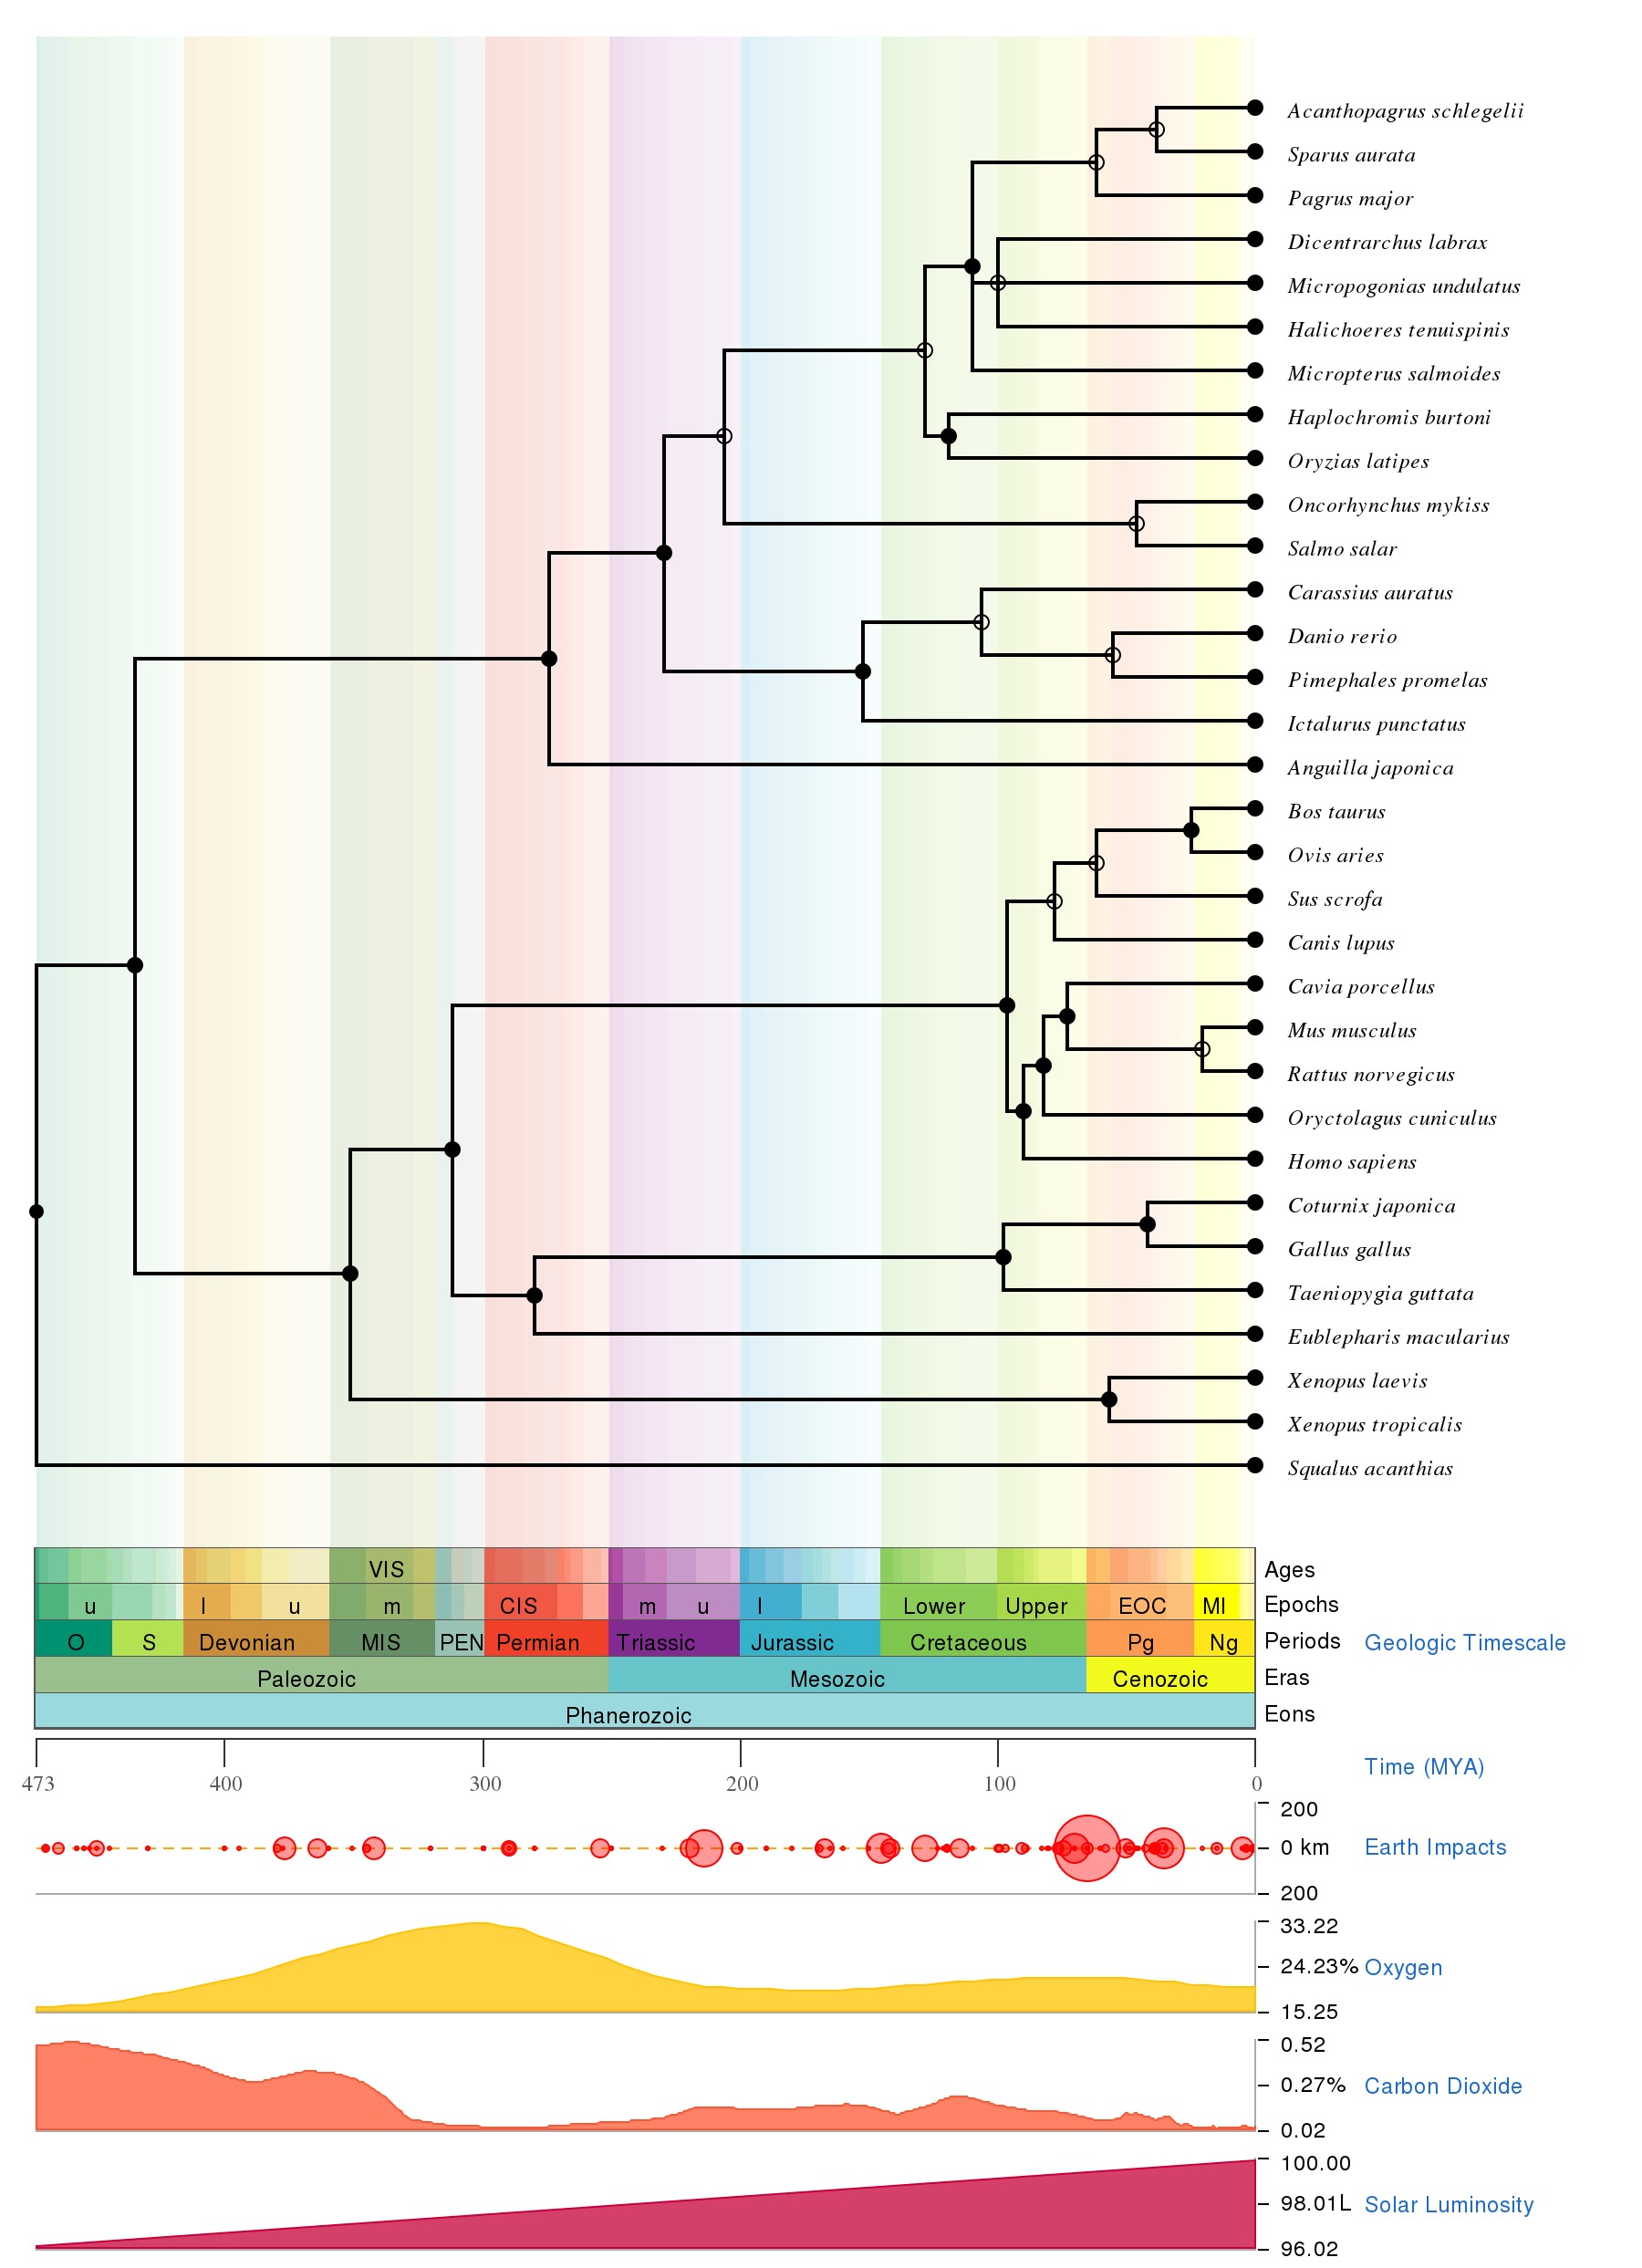 Acanthopagrus schlegelii
Sparus aurata
Pagrus major
Dicentrarchus labrax
Micropogonias undulatus
Halichoeres tenuispinis
Micropterus salmoides
Haplochromis burtoni
Oryzias latipes
Oncorhynchus mykiss
Salmo salar
Carassius auratus
Danio rerio
Pimephales promelas
Ictalurus punctatus
Anguilla japonica
Bos taurus
Ovis aries
Sus scrofa
Canis lupus
Cavia porcellus
Mus musculus
Rattus norvegicus
Oryctolagus cuniculus
Homo sapiens
Coturnix japonica
Gallus gallus
Taeniopygia guttata
Eublepharis macularius
Xenopus laevis
Xenopus tropicalis
Squalus acanthias
VIS Ages
u l u m CIS m u l Lower Upper EOC MI Epochs
O S Devonian MIS PEN Permian Triassic Jurassic Cretaceous Pg Ng Periods Geologic Timescale
Paleozoic Mesozoic Cenozoic Eras
Phanerozoic Eons
Time (MYA)
473 400 300 200 100 0
200
0 km Earth Impacts
200
33.22
24.23% Oxygen
15.25
0.52
0.27% Carbon Dioxide
0.02
100.00
98.01L Solar Luminosity
96.02